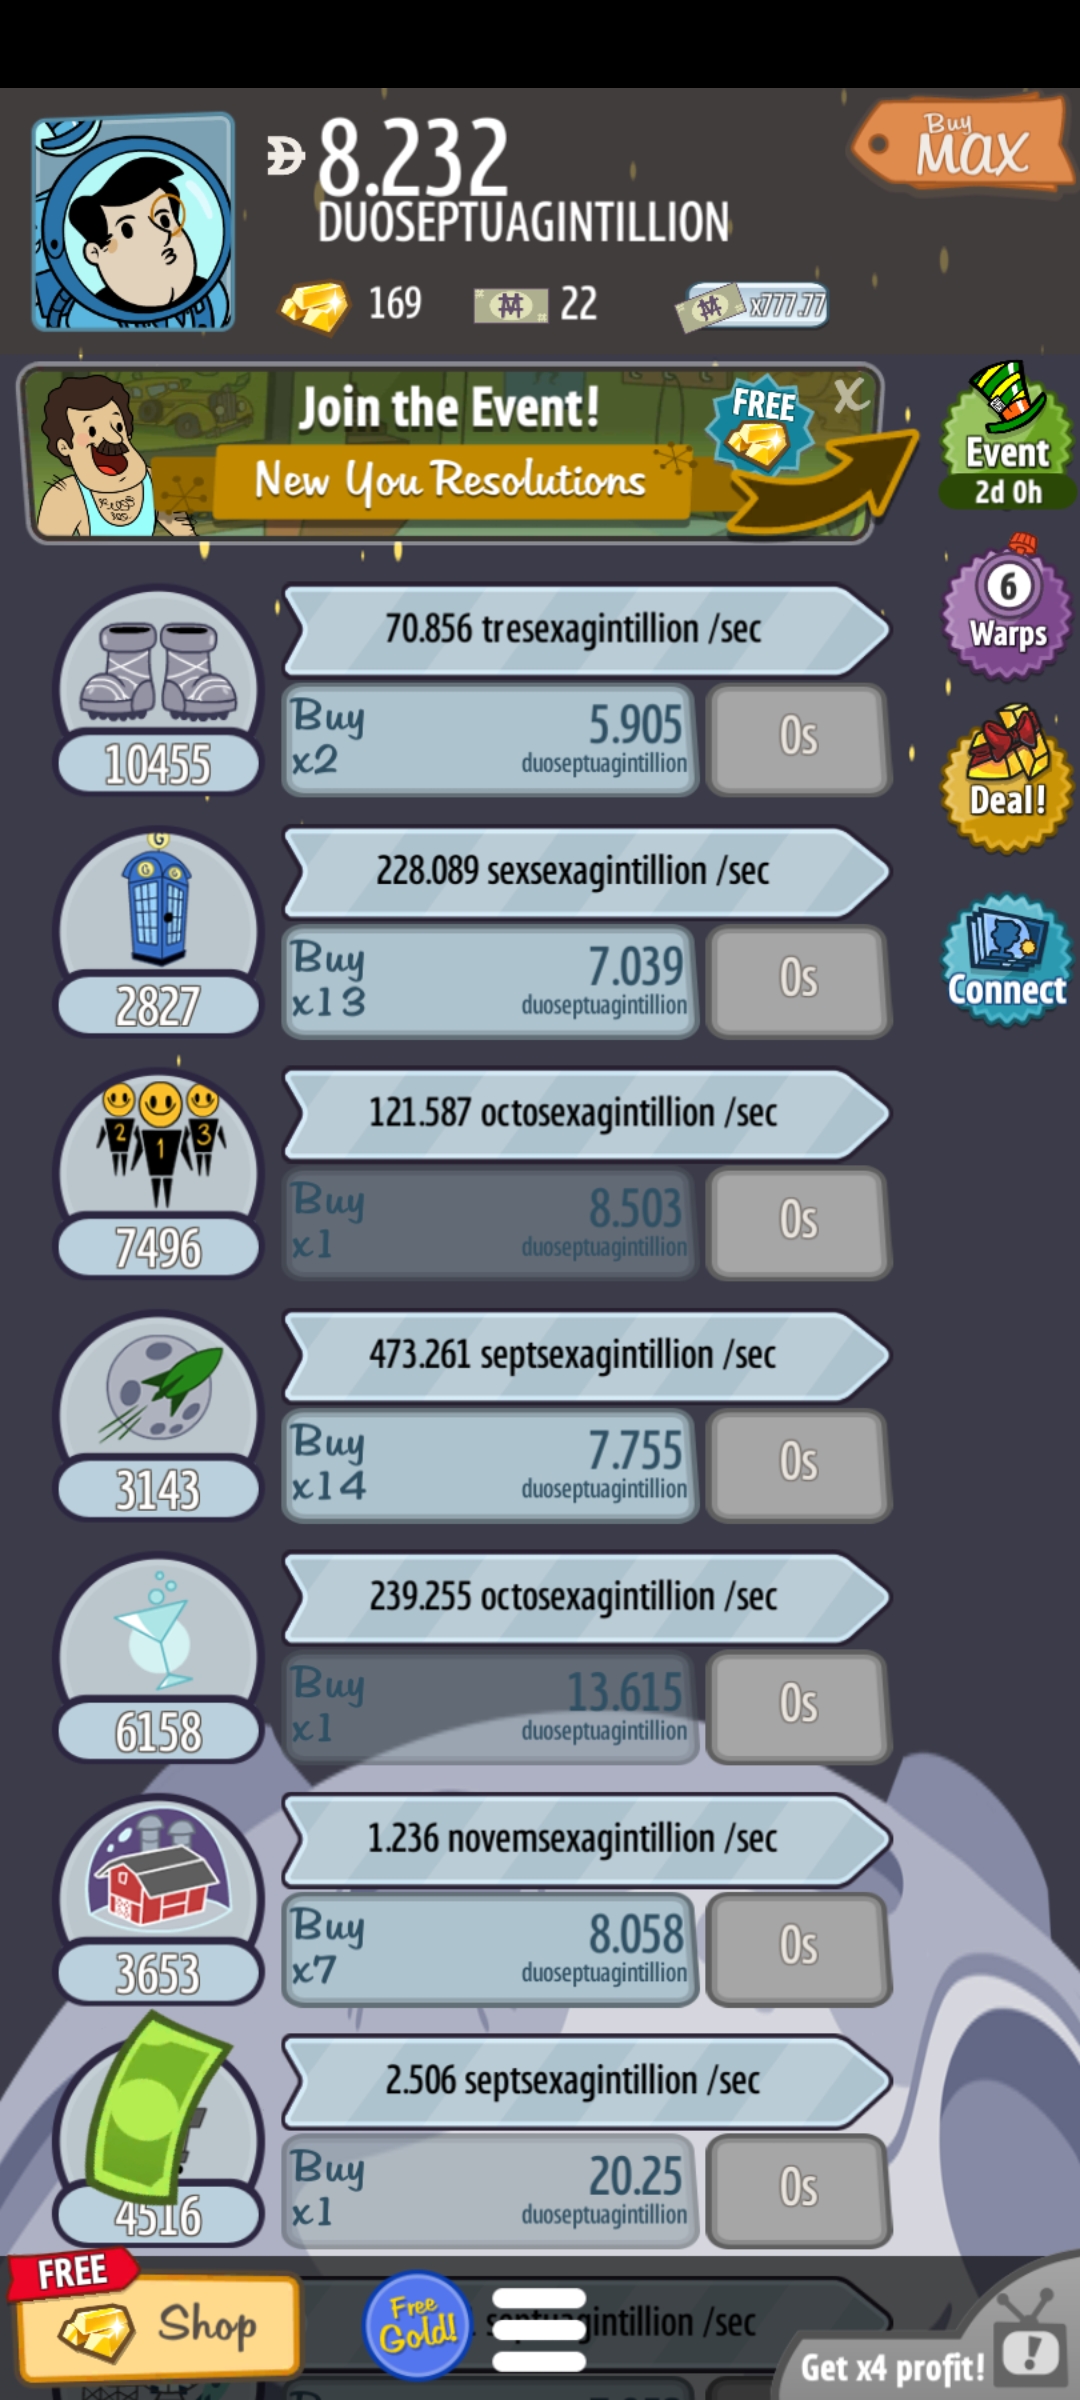 8.232
Buy
MAX
DUOSEPTUAGINTILLION
169
22
x777.77
Join the Event!
FREE
X
New You Resolutions
Event
2d 0h
6
Warps
Deal!
Connect
70.856 tresexagintillion /sec
Buy
x2
5.905
duoseptuagintillion
0s
10455
228.089 sexsexagintillion /sec
Buy
x13
7.039
duoseptuagintillion
0s
G
G G
2827
121.587 octosexagintillion /sec
Buy
x1
8.503
duoseptuagintillion
0s
2 1 3
7496
473.261 septsexagintillion /sec
Buy
x14
7.755
duoseptuagintillion
0s
3143
239.255 octosexagintillion /sec
Buy
x1
13.615
duoseptuagintillion
0s
6158
1.236 novemsexagintillion /sec
Buy
x7
8.058
duoseptuagintillion
0s
3653
2.506 septsexagintillion /sec
Buy
x1
20.25
duoseptuagintillion
0s
4516
FREE
Shop
Free
Gold!
/sec
Get x4 profit!
!